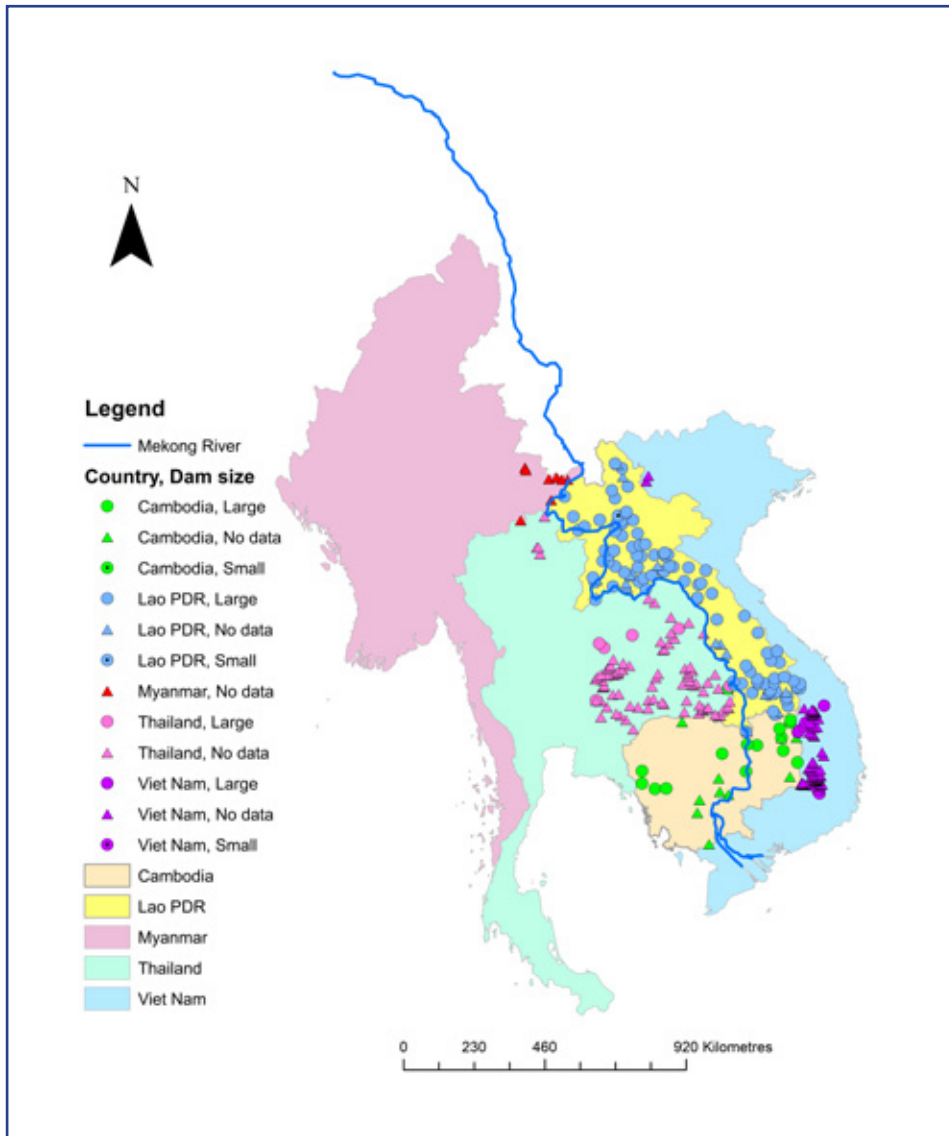 N
Legend
Mekong River
Country, Dam size
Cambodia, Large
Cambodia, No data
Cambodia, Small
Lao PDR, Large
Lao PDR, No data
Lao PDR, Small
Myanmar, No data
Thailand, Large
Thailand, No data
Viet Nam, Large
Viet Nam, No data
Viet Nam, Small
Cambodia
Lao PDR
Myanmar
Thailand
Viet Nam
0 230 460 920 Kilometres